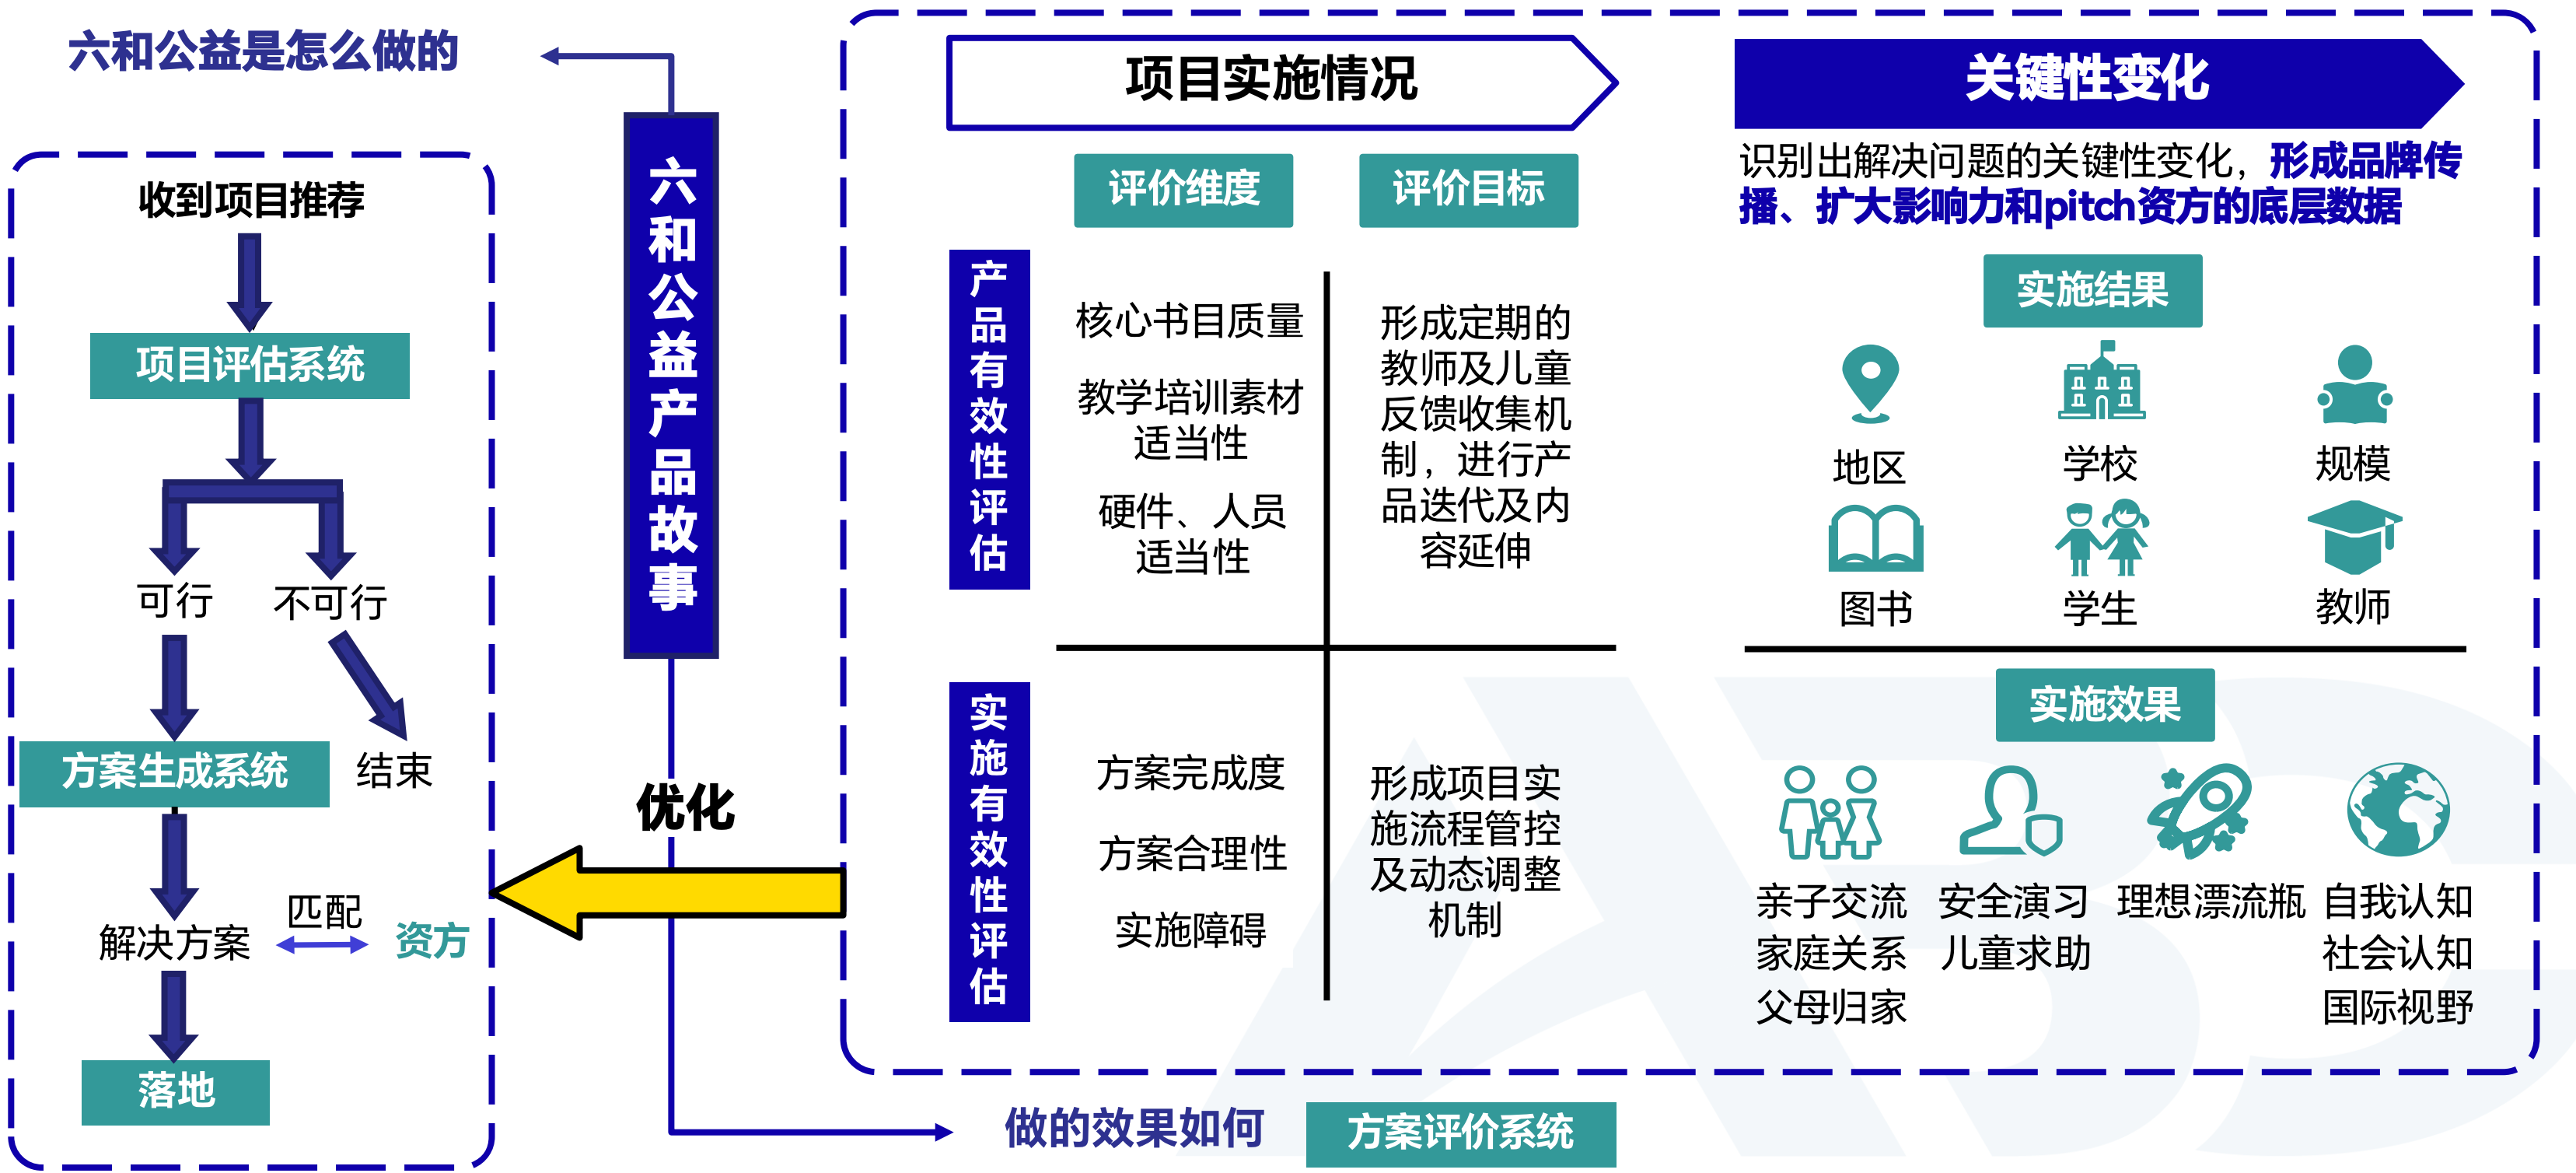 六和公益是怎么做的
收到项目推荐
项目评估系统
可行
不可行
方案生成系统
结束
解决方案
匹配
资方
落地
六和公益产品故事
优化
项目实施情况
评价维度
评价目标
产品有效性评估
核心书目质量
教学培训素材
适当性
硬件、人员
适当性
形成定期的
教师及儿童
反馈收集机
制，进行产
品迭代及内
容延伸
实施有效性评估
方案完成度
方案合理性
实施障碍
形成项目实
施流程管控
及动态调整
机制
关键性变化
识别出解决问题的关键性变化，形成品牌传
播、扩大影响力和pitch资方的底层数据
实施结果
地区
学校
规模
图书
学生
教师
实施效果
亲子交流
家庭关系
父母归家
安全演习
儿童求助
理想漂流瓶
自我认知
社会认知
国际视野
做的效果如何
方案评价系统